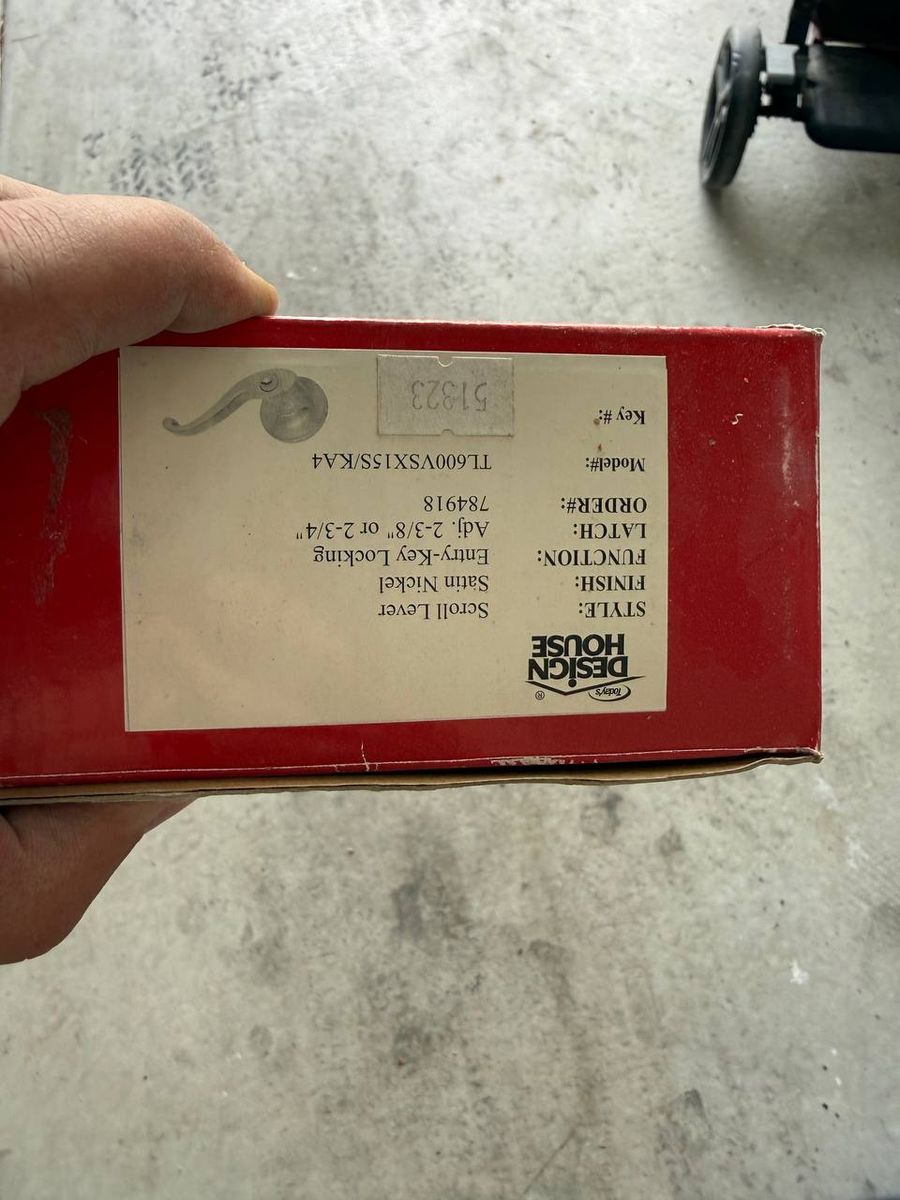 Today's
DESIGN
HOUSE®
STYLE: Scroll Lever
FINISH: Satin Nickel
FUNCTION: Entry-Key Locking
LATCH: Adj. 2-3/8" or 2-3/4"
ORDER#: 784918
Model#: TL600VSX15S/KA4
Key #: 51323